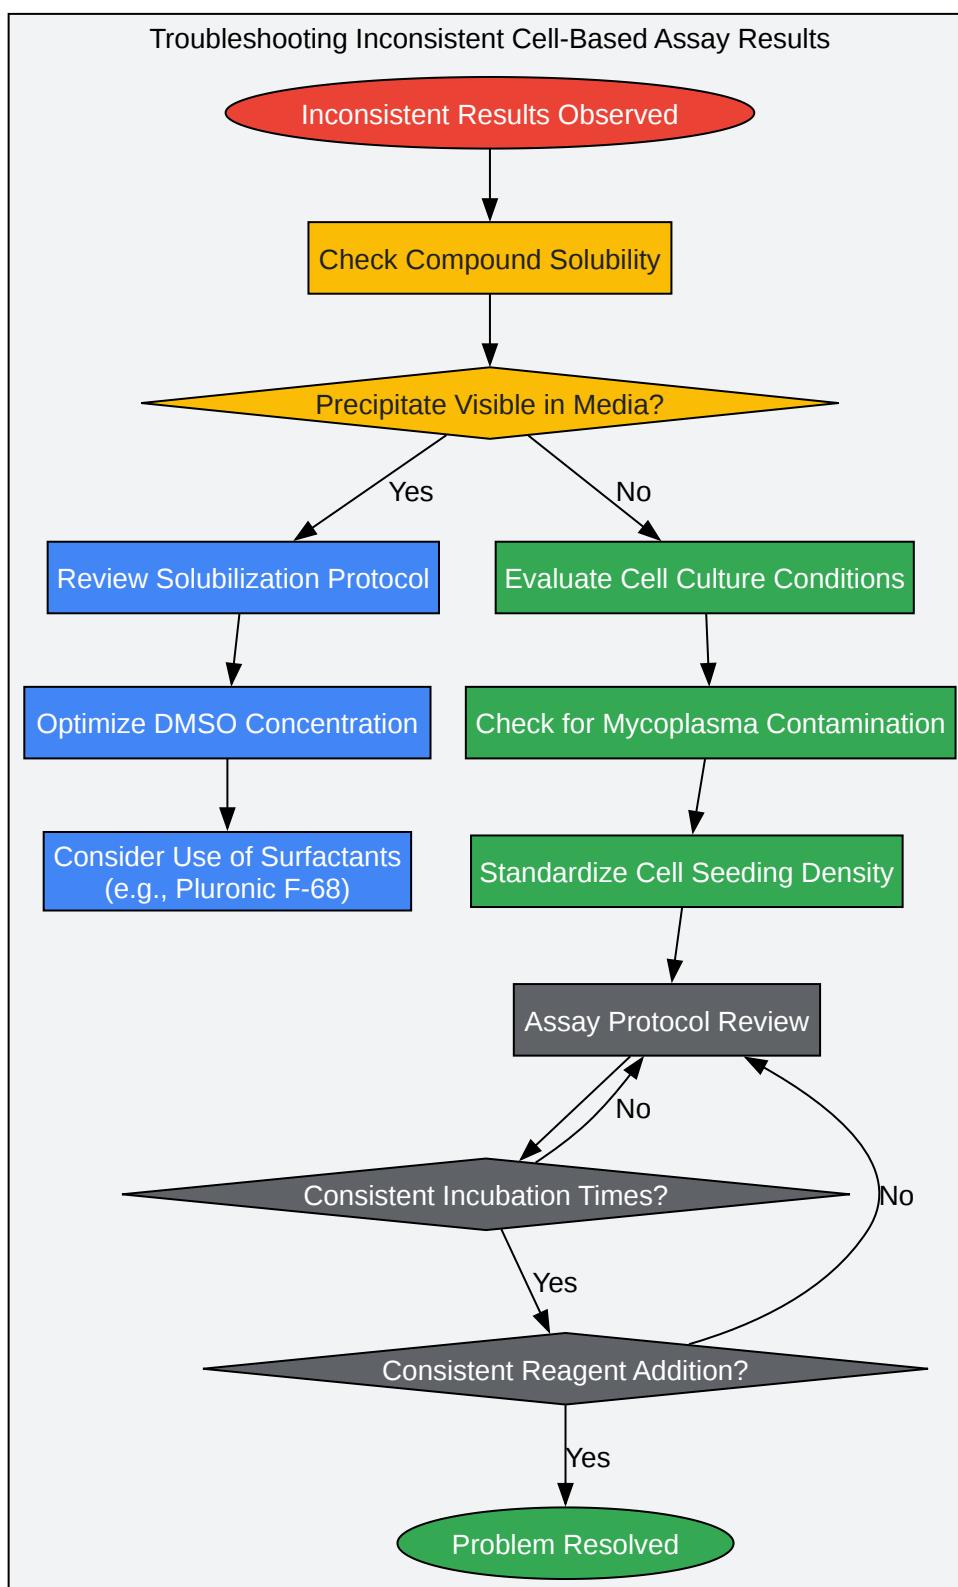 Troubleshooting Inconsistent Cell-Based Assay Results
Inconsistent Results Observed
Check Compound Solubility
Precipitate Visible in Media?
Yes
No
Review Solubilization Protocol
Evaluate Cell Culture Conditions
Optimize DMSO Concentration
Check for Mycoplasma Contamination
Consider Use of Surfactants
(e.g., Pluronic F-68)
Standardize Cell Seeding Density
Assay Protocol Review
No
Consistent Incubation Times?
No
Yes
Consistent Reagent Addition?
Yes
Problem Resolved